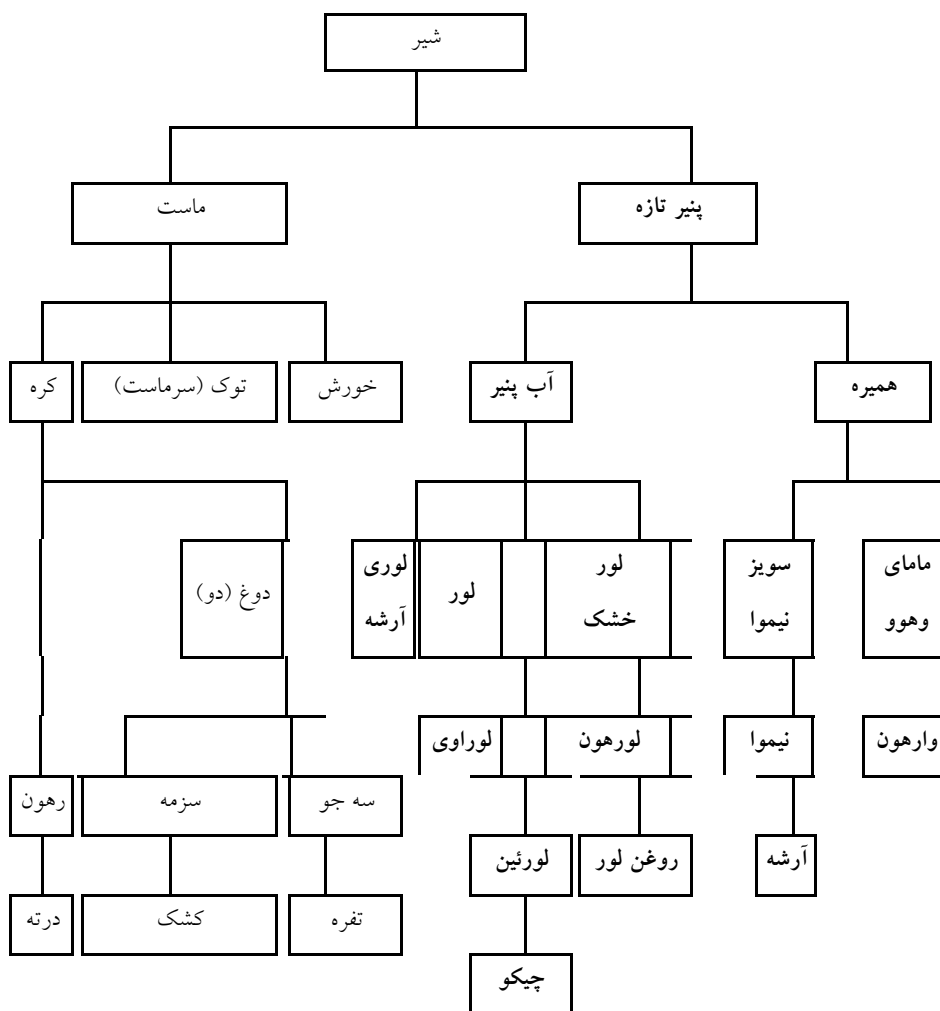 شیر
پنیر تازه
ماست
همیره
آب پنیر
خورش
توک (سرماست)
کره
مامای
وهوو
سویز
نیموا
لور
خشک
لور
لوری
آرشه
دوغ (دو)
وارهون
نیموا
لورهون
لوراوی
سه جو
سزمه
رهون
آرشه
روغن لور
لورئین
تفره
کشک
درته
چیکو